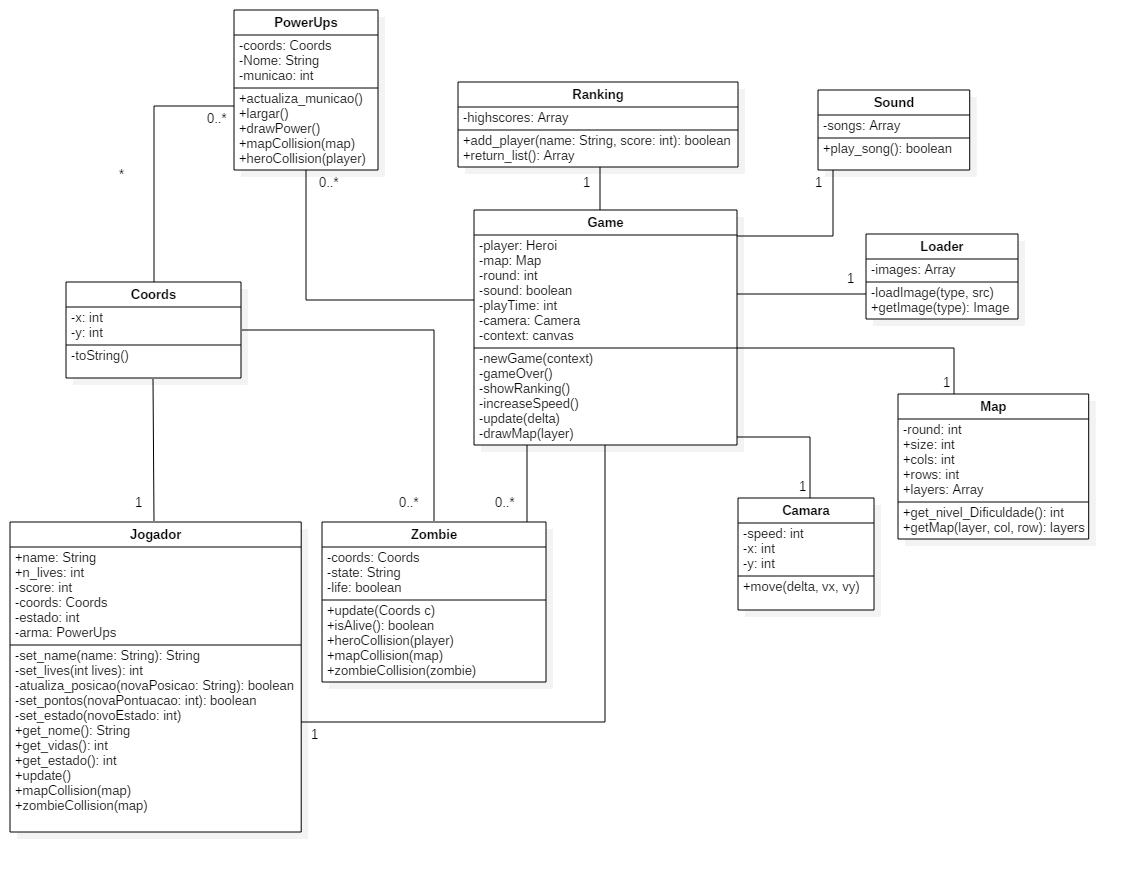 PowerUps
-coords: Coords
-Nome: String
-municao: int
+actualiza_municao()
+largar()
+drawPower()
+mapCollision(map)
+heroCollision(player)
0..*
0..*
*
Ranking
-highscores: Array
+add_player(name: String, score: int): boolean
+return_list(): Array
1
Sound
-songs: Array
+play_song(): boolean
1
Game
-player: Heroi
-map: Map
-round: int
-sound: boolean
-playTime: int
-camera: Camera
-context: canvas
-newGame(context)
-gameOver()
-showRanking()
-increaseSpeed()
-update(delta)
-drawMap(layer)
Loader
-images: Array
-loadImage(type, src)
+getImage(type): Image
1
Coords
-x: int
-y: int
-toString()
1
Map
-round: int
+size: int
+cols: int
+rows: int
+layers: Array
+get_nivel_Dificuldade(): int
+getMap(layer, col, row): layers
1
0..*
0..*
1
Camara
-speed: int
-x: int
-y: int
+move(delta, vx, vy)
Jogador
+name: String
+n_lives: int
-score: int
-coords: Coords
-estado: int
-arma: PowerUps
-set_name(name: String): String
-set_lives(int lives): int
-atualiza_posicao(novaPosicao: String): boolean
-set_pontos(novaPontuacao: int): boolean
-set_estado(novoEstado: int)
+get_nome(): String
+get_vidas(): int
+get_estado(): int
+update()
+mapCollision(map)
+zombieCollision(map)
Zombie
-coords: Coords
-state: String
-life: boolean
+update(Coords c)
+isAlive(): boolean
+heroCollision(player)
+mapCollision(map)
+zombieCollision(zombie)
1